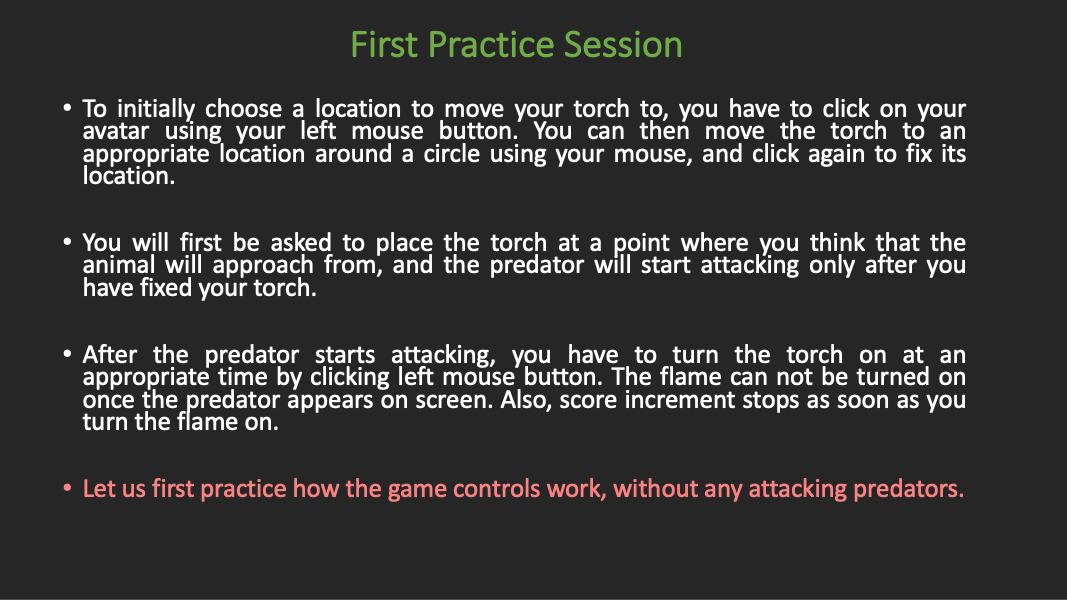 First Practice Session
• To initially choose a location to move your torch to, you have to click on your
avatar using your left mouse button. You can then move the torch to an
appropriate location around a circle using your mouse, and click again to fix its
location.
• You will first be asked to place the torch at a point where you think that the
animal will approach from, and the predator will start attacking only after you
have fixed your torch.
• After the predator starts attacking, you have to turn the torch on at an
appropriate time by clicking left mouse button. The flame can not be turned on
once the predator appears on screen. Also, score increment stops as soon as you
turn the flame on.
• Let us first practice how the game controls work, without any attacking predators.